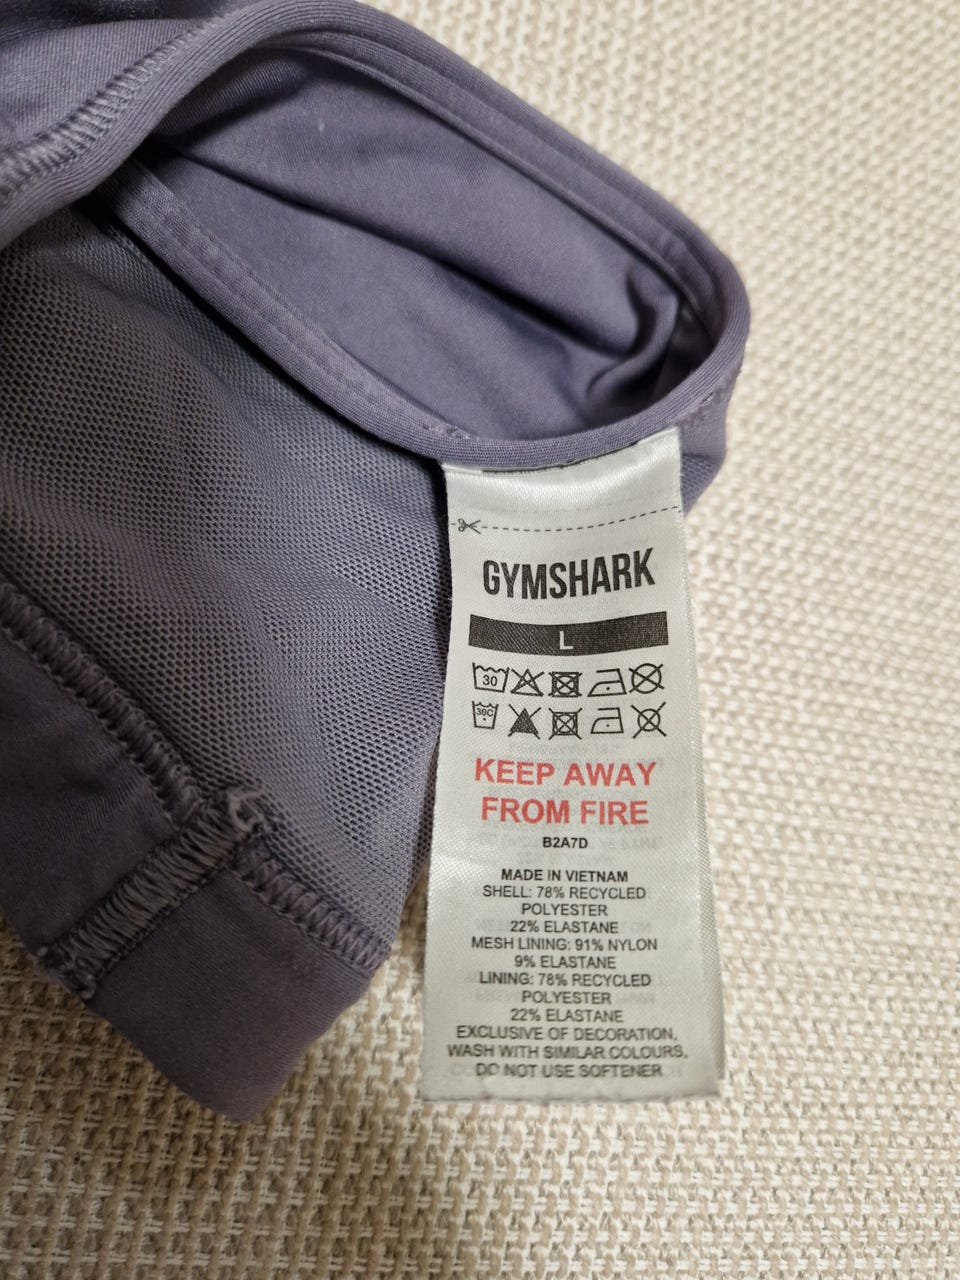 GYMSHARK
L
30
30C
KEEP AWAY
FROM FIRE
B2A7D
MADE IN VIETNAM
SHELL: 78% RECYCLED
POLYESTER
22% ELASTANE
MESH LINING: 91% NYLON
9% ELASTANE
LINING: 78% RECYCLED
POLYESTER
22% ELASTANE
EXCLUSIVE OF DECORATION,
WASH WITH SIMILAR COLOURS,
DO NOT USE SOFTENER